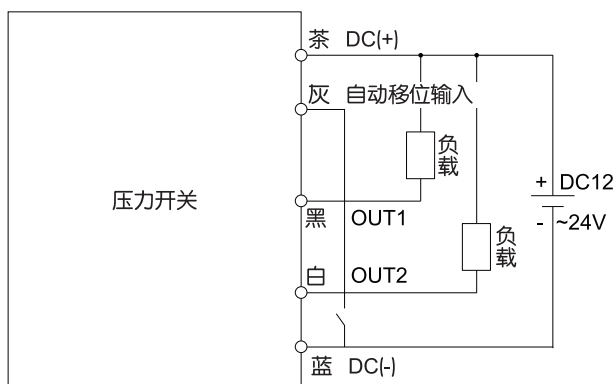 茶 DC(+)
灰 自动移位输入
负载
压力开关
+ DC12
- ~24V
黑 OUT1
负载
白 OUT2
蓝 DC(-)